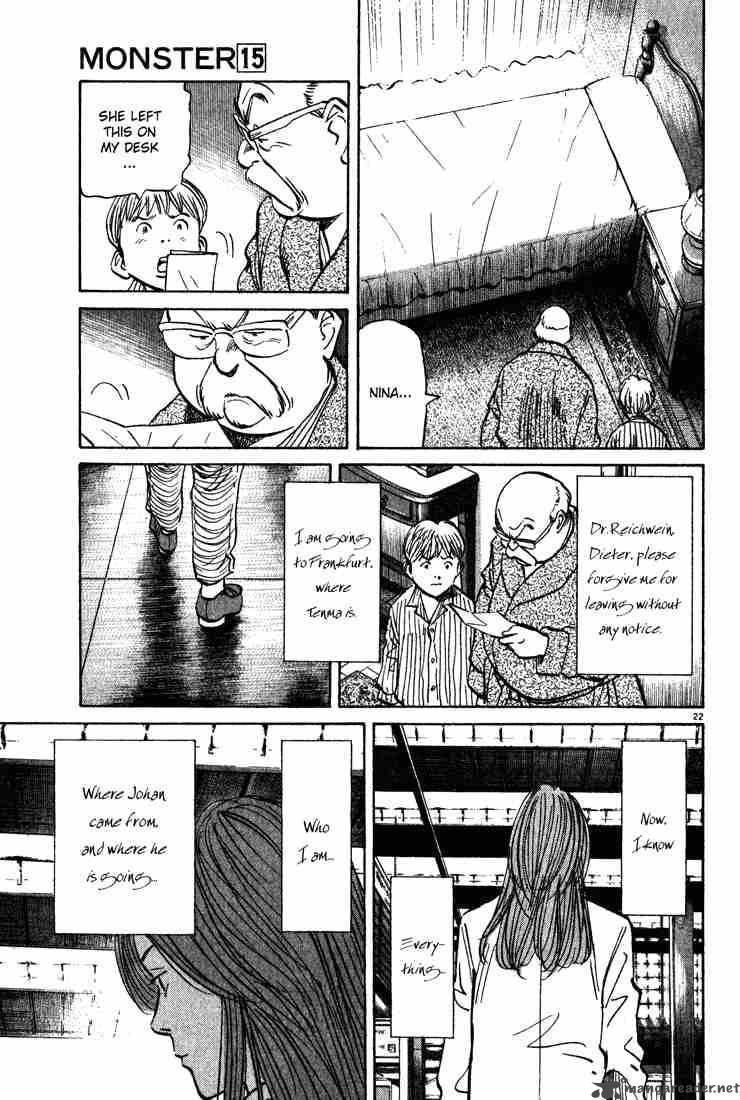 MONSTER 15
NINA...
SHE LEFT
THIS ON
MY DESK
...
Dr. Reichwein,
Dieter, please
forgive me for
leaving without
any notice.
I am going
to Frankfurt,
where
Tenma is.
22
Now,
I know
Every-
thing.
Who
I am...
Where Johan
came from,
and where he
is going...
mangareader.net